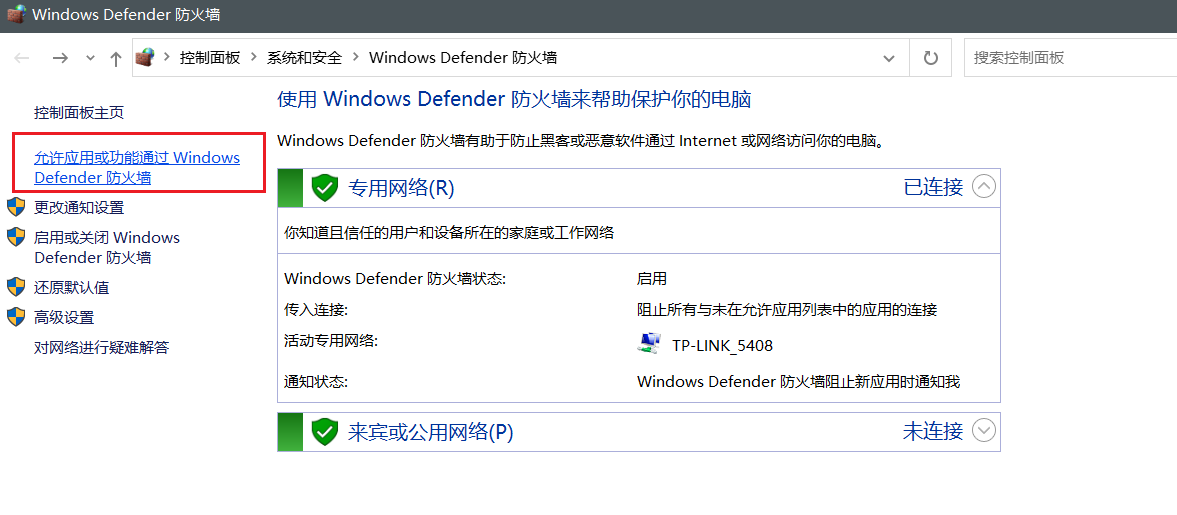 Windows Defender 防火墙
控制面板 系统和安全 Windows Defender 防火墙
搜索控制面板
控制面板主页
允许应用或功能通过 Windows
Defender 防火墙
更改通知设置
启用或关闭 Windows
Defender 防火墙
还原默认值
高级设置
对网络进行疑难解答
使用 Windows Defender 防火墙来帮助保护你的电脑
Windows Defender 防火墙有助于防止黑客或恶意软件通过 Internet 或网络访问你的电脑。
专用网络(R) 已连接
你知道且信任的用户和设备所在的家庭或工作网络
Windows Defender 防火墙状态: 启用
传入连接: 阻止所有与未在允许应用列表中的应用的连接
活动专用网络: TP-LINK_5408
通知状态: Windows Defender 防火墙阻止新应用时通知我
来宾或公用网络(P) 未连接